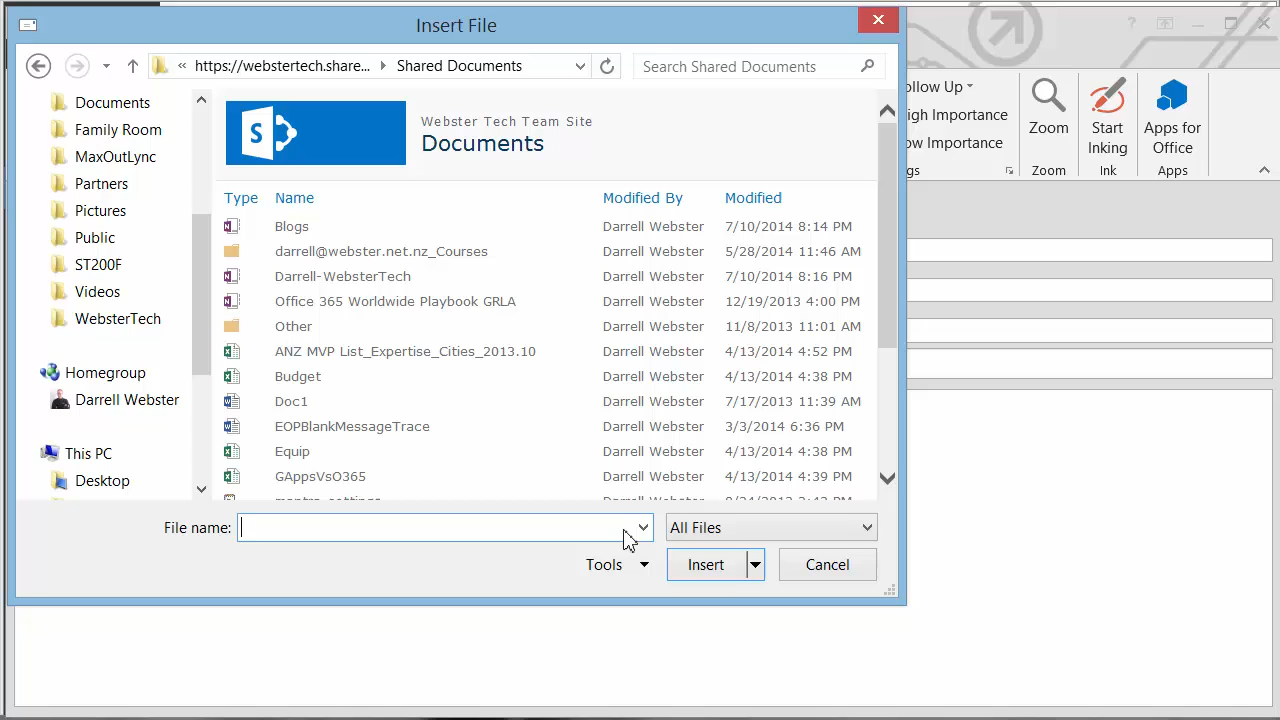 Insert File
https://webstertech.share... Shared Documents
Search Shared Documents
Documents
Family Room
MaxOutLync
Partners
Pictures
Public
ST200F
Videos
WebsterTech
Homegroup
Darrell Webster
This PC
Desktop
Webster Tech Team Site
Documents
Type Name Modified By Modified
Blogs Darrell Webster 7/10/2014 8:14 PM
darrell@webster.net.nz_Courses Darrell Webster 5/28/2014 11:46 AM
Darrell-WebsterTech Darrell Webster 7/10/2014 8:16 PM
Office 365 Worldwide Playbook GRLA Darrell Webster 12/19/2013 4:00 PM
Other Darrell Webster 11/8/2013 11:01 AM
ANZ MVP List_Expertise_Cities_2013.10 Darrell Webster 4/13/2014 4:52 PM
Budget Darrell Webster 4/13/2014 4:38 PM
Doc1 Darrell Webster 7/17/2013 11:39 AM
EOPBlankMessageTrace Darrell Webster 3/3/2014 6:36 PM
Equip Darrell Webster 4/13/2014 4:38 PM
GAppsVsO365 Darrell Webster 4/13/2014 4:39 PM
File name:
All Files
Tools
Insert
Cancel
ollow Up
igh Importance
ow Importance
gs
Zoom
Zoom
Start
Inking
Ink
Apps for
Office
Apps